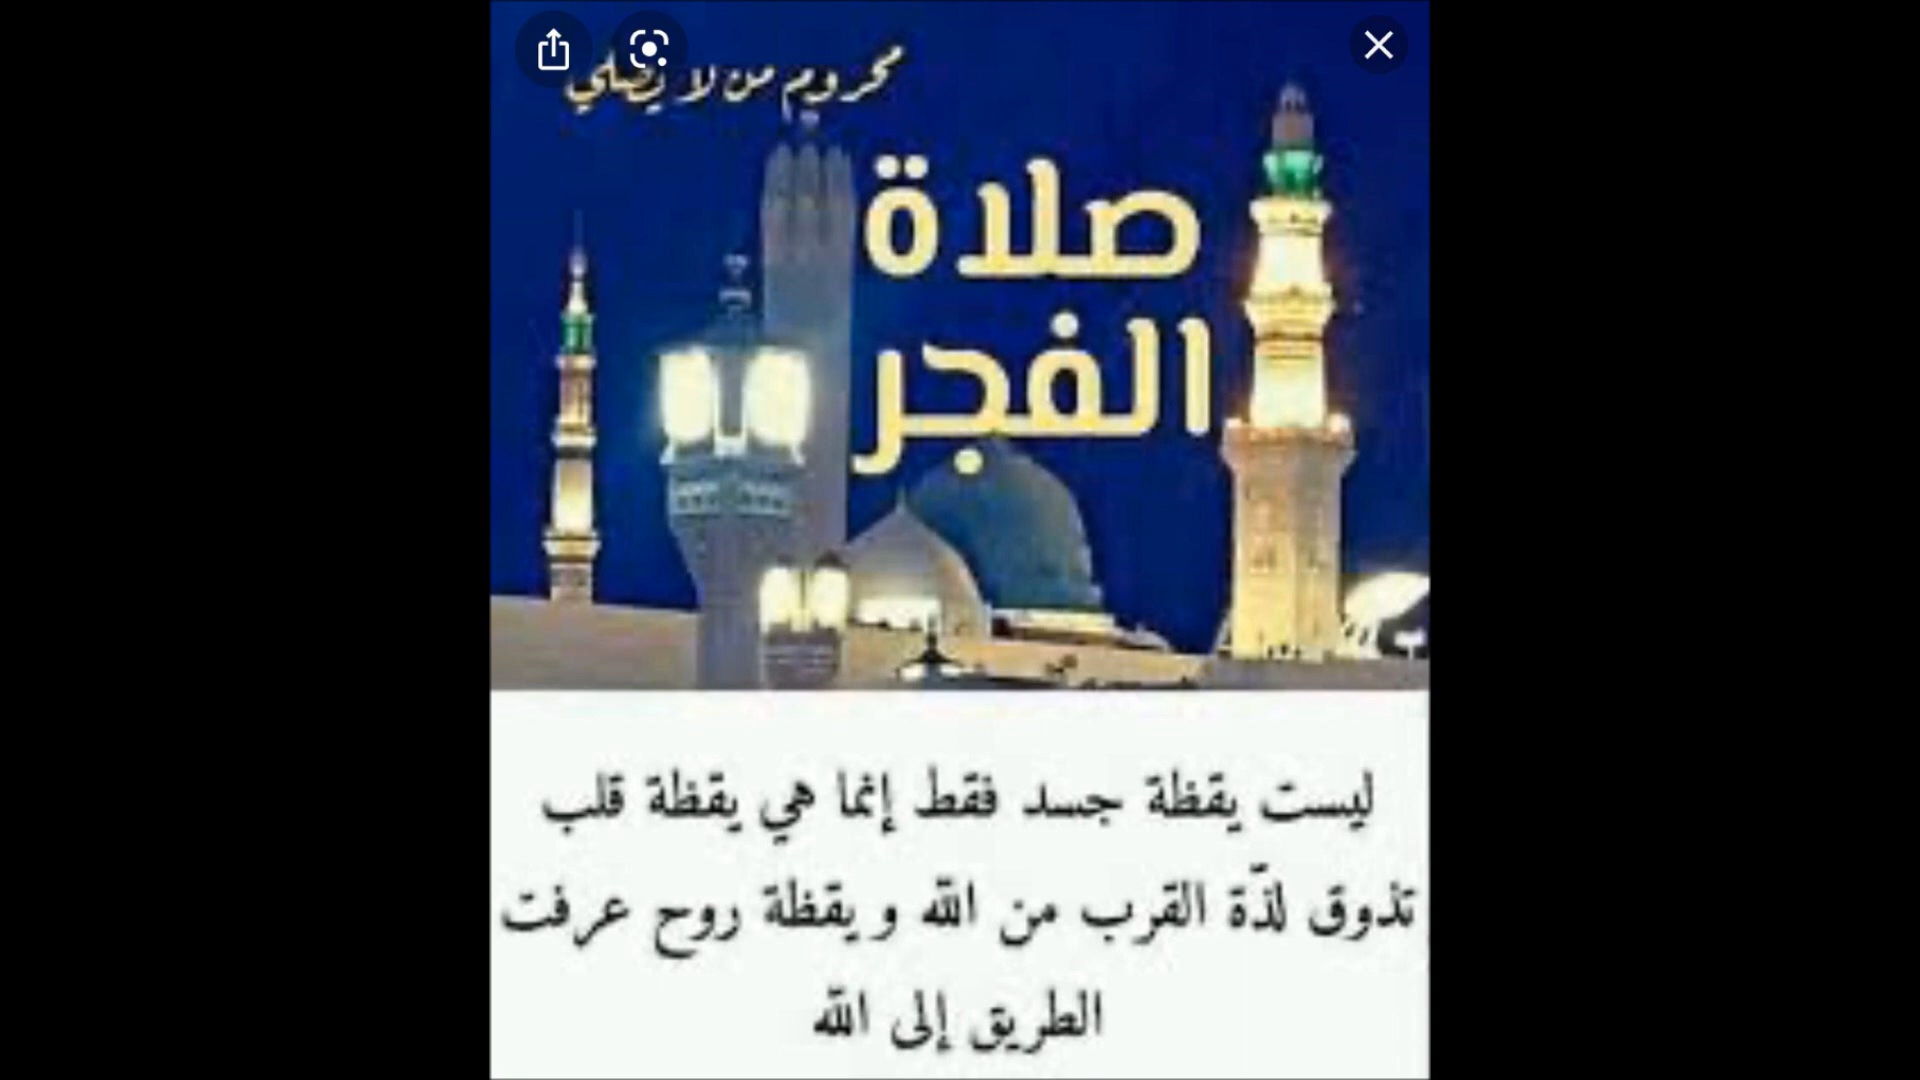 محروم من لا يصلي
صلاة
الفجر
ليست يقظة جسد فقط إنما هي يقظة قلب
تذوق لذّة القرب من الله ويقظة روح عرفت
الطريق إلى الله